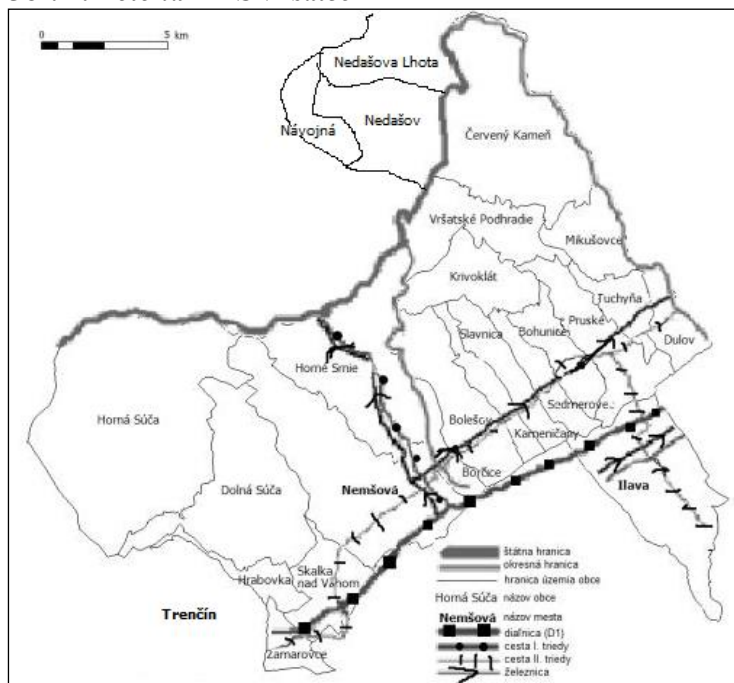 0 5 km
Nedašova Lhota
Nedašov
Návojná
Červený Kameň
Vršatské Podhradie
Mikušovce
Krivoklát
Tuchyňa
Pruské
Bohunice
Slavnica
Dulov
Horné Srnie
Sedmerovec
Horná Súča
Bolešov
Kameničany
Borčice
Nemšová
Ilava
Dolná Súča
Skalka
nad Váhom
Hrabovka
Trenčín
Zamarovce
štátna hranica
okresná hranica
hranica územia obce
Horná Súča názov obce
Nemšová názov mesta
diaľnica (D1)
cesta I. triedy
cesta II. triedy
železnica